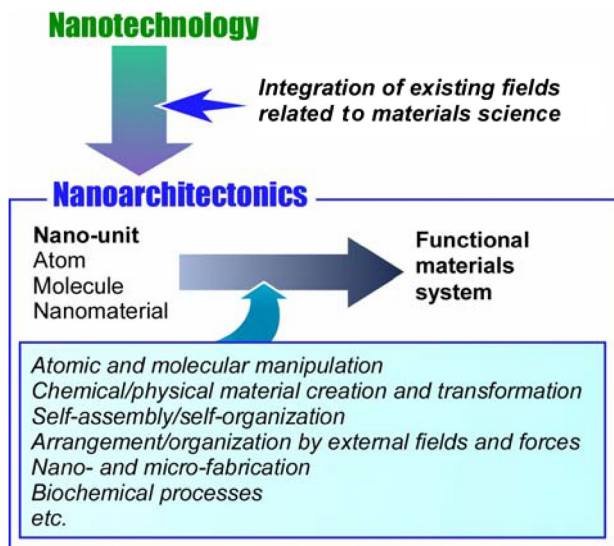 Nanotechnology
Integration of existing fields
related to materials science
Nanoarchitectonics
Nano-unit
Atom
Molecule
Nanomaterial
Functional
materials
system
Atomic and molecular manipulation
Chemical/physical material creation and transformation
Self-assembly/self-organization
Arrangement/organization by external fields and forces
Nano- and micro-fabrication
Biochemical processes
etc.